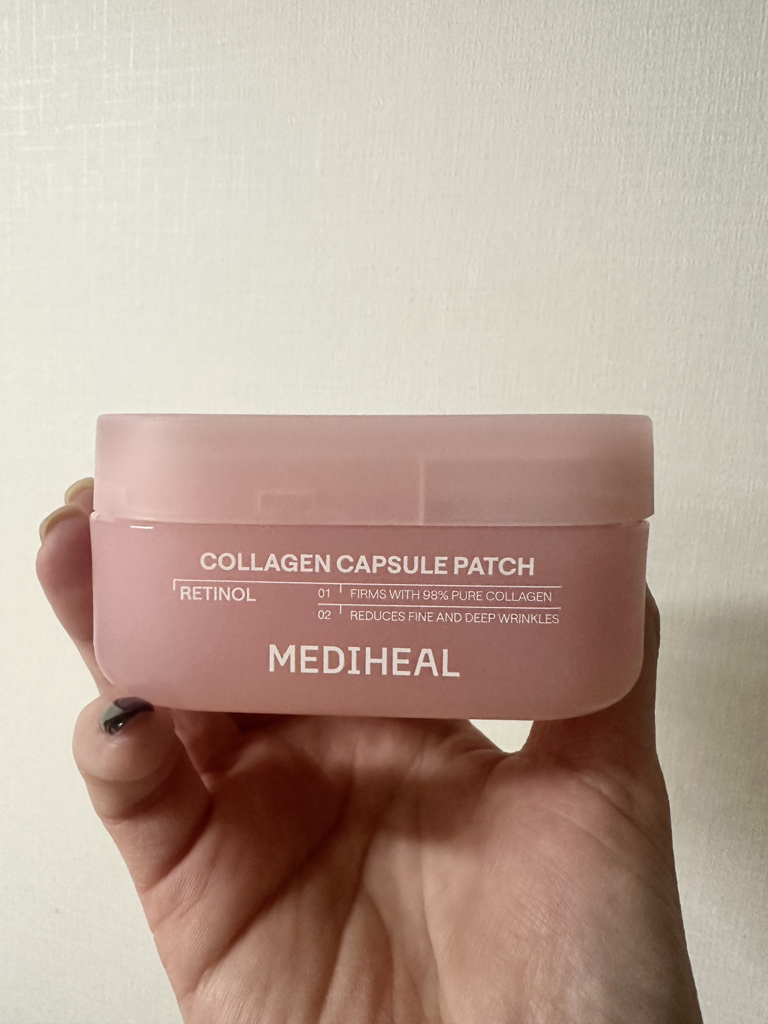 COLLAGEN CAPSULE PATCH
RETINOL
01 FIRMS WITH 98% PURE COLLAGEN
02 REDUCES FINE AND DEEP WRINKLES
MEDIHEAL